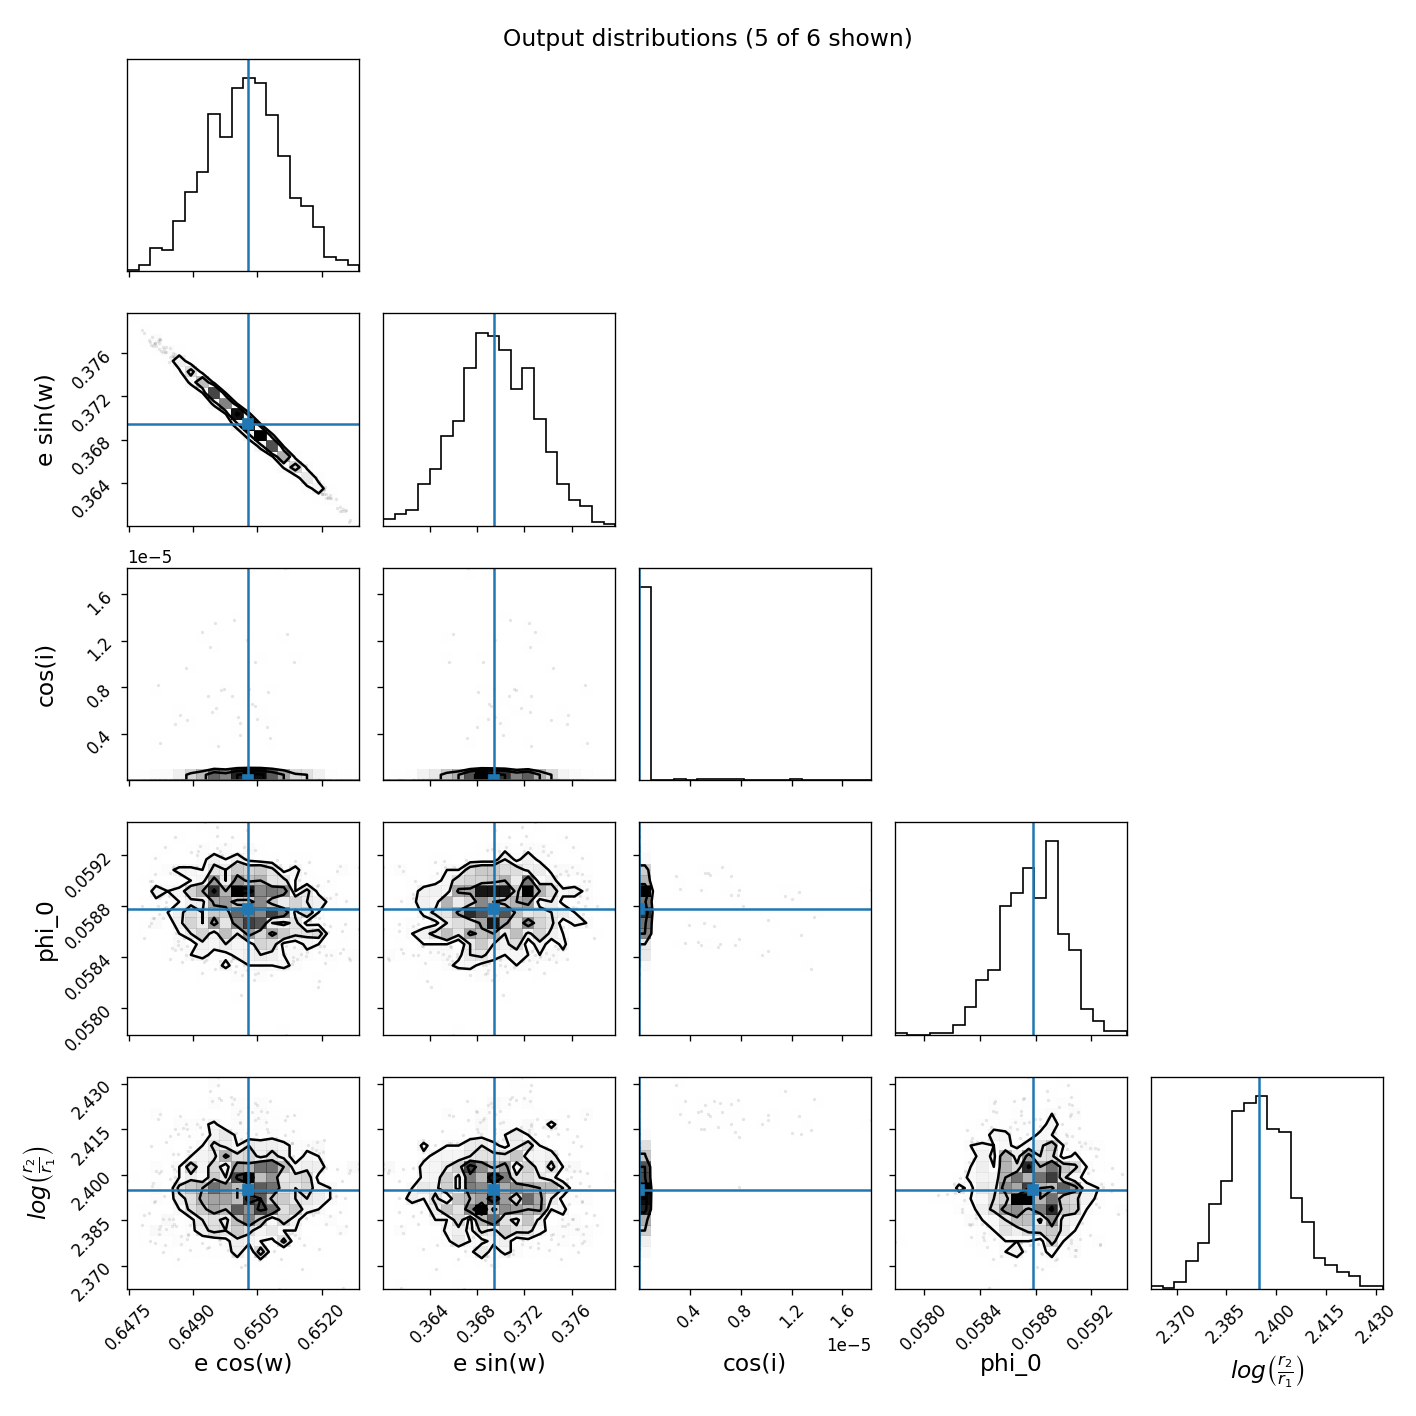 Output distributions (5 of 6 shown)
e sin(w)
0.376
0.372
0.368
0.364
1e−5
cos(i)
1.6
1.2
0.8
0.4
phi_0
0.0592
0.0588
0.0584
0.0580
log(r₂/r₁)
2.430
2.415
2.400
2.385
2.370
0.6475 0.6490 0.6505 0.6520 0.364 0.368 0.372 0.376 0.4 0.8 1.2 1.6 0.0580 0.0584 0.0588 0.0592 2.370 2.385 2.400 2.415 2.430
1e−5
e cos(w) e sin(w) cos(i) phi_0 log(r₂/r₁)